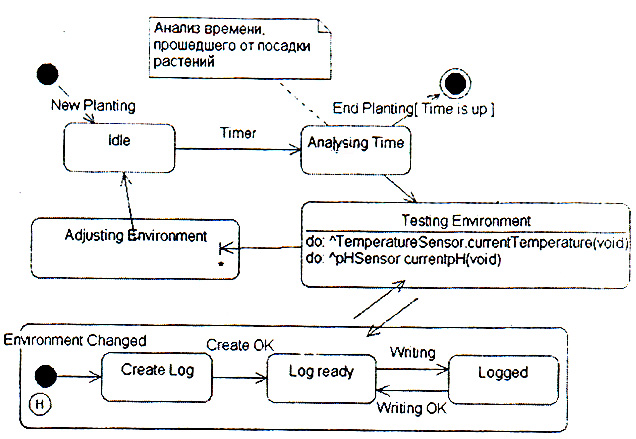 Анализ времени,
прошедшего от посадки
растений
New Planting
End Planting[ Time is up ]
Idle
Timer
Analysing Time
Adjusting Environment
*
Testing Environment
do: ^TemperatureSensor.currentTemperature(void)
do: ^pHSensor.currentpH(void)
Environment Changed
Create Log
Create OK
Log ready
Writing
Writing OK
Logged
H